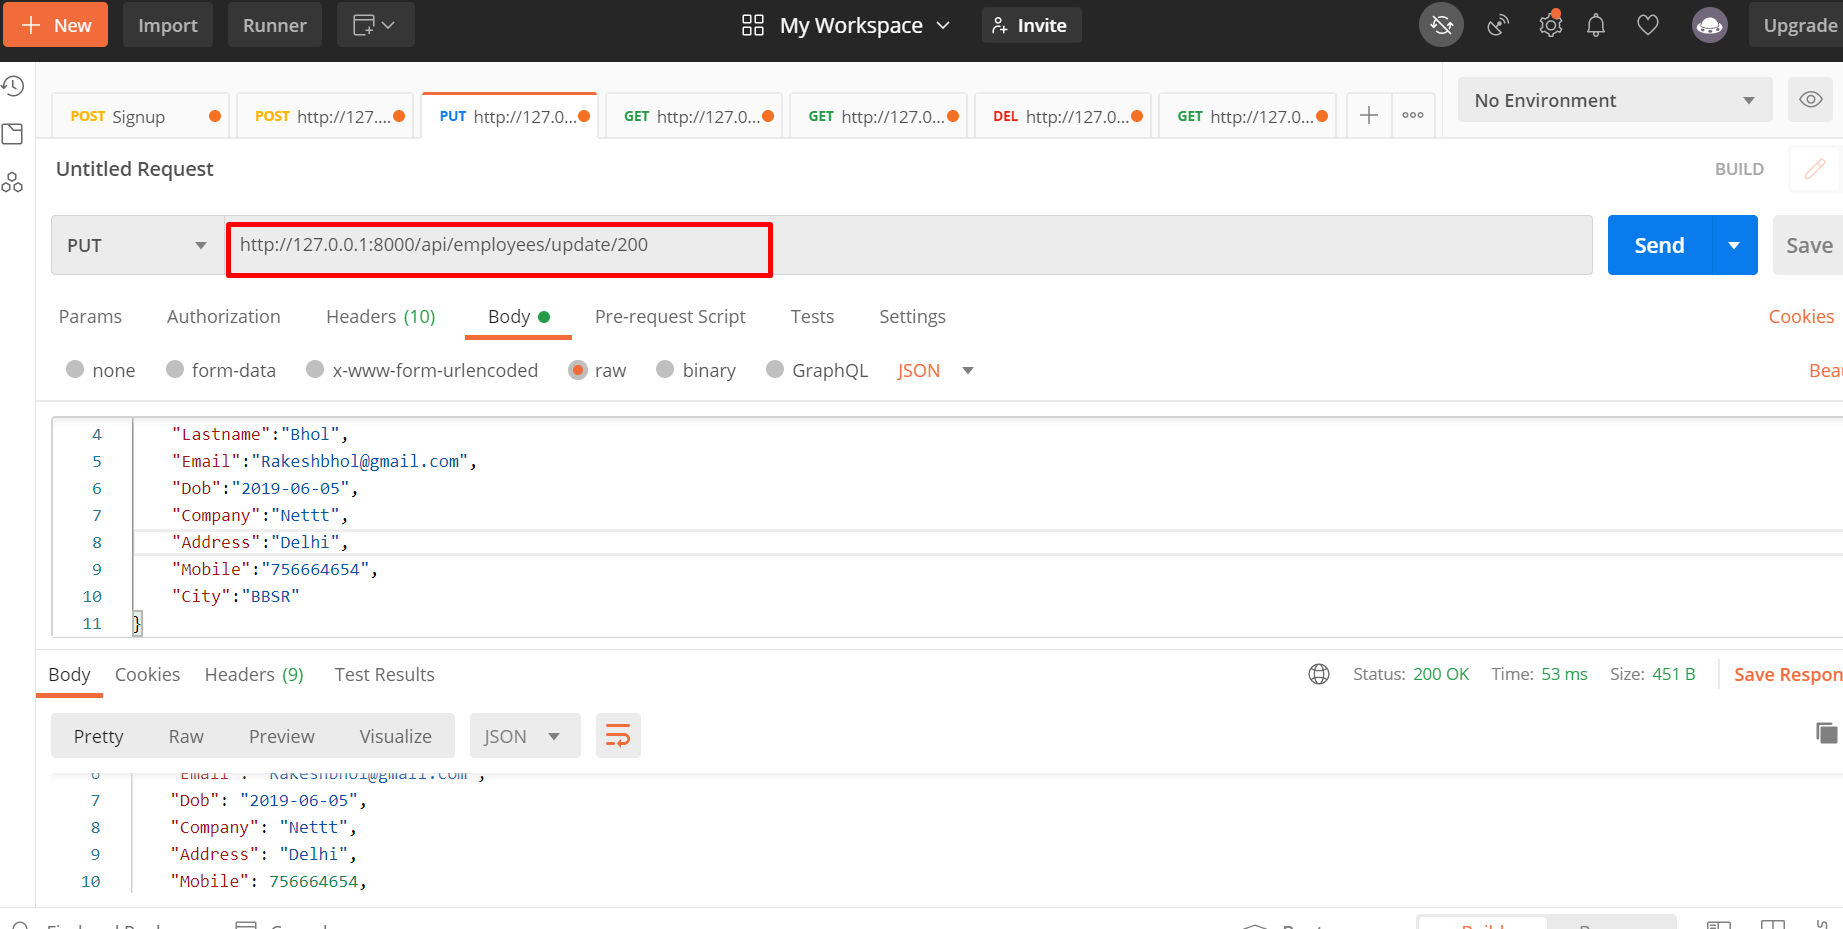 New Import Runner My Workspace Invite Upgrade
POST Signup POST http://127.... PUT http://127.0... GET http://127.0... GET http://127.0... DEL http://127.0... GET http://127.0... No Environment
Untitled Request BUILD
PUT http://127.0.0.1:8000/api/employees/update/200 Send Save
Params Authorization Headers (10) Body Pre-request Script Tests Settings Cookies
none form-data x-www-form-urlencoded raw binary GraphQL JSON Beau
4 "Lastname":"Bhol",
5 "Email":"Rakeshbhol@gmail.com",
6 "Dob":"2019-06-05",
7 "Company":"Nettt",
8 "Address":"Delhi",
9 "Mobile":"756664654",
10 "City":"BBSR"
11 }
Body Cookies Headers (9) Test Results Status: 200 OK Time: 53 ms Size: 451 B Save Respon
Pretty Raw Preview Visualize JSON
6 "Email": "Rakeshbhol@gmail.com",
7 "Dob": "2019-06-05",
8 "Company": "Nettt",
9 "Address": "Delhi",
10 "Mobile": 756664654,